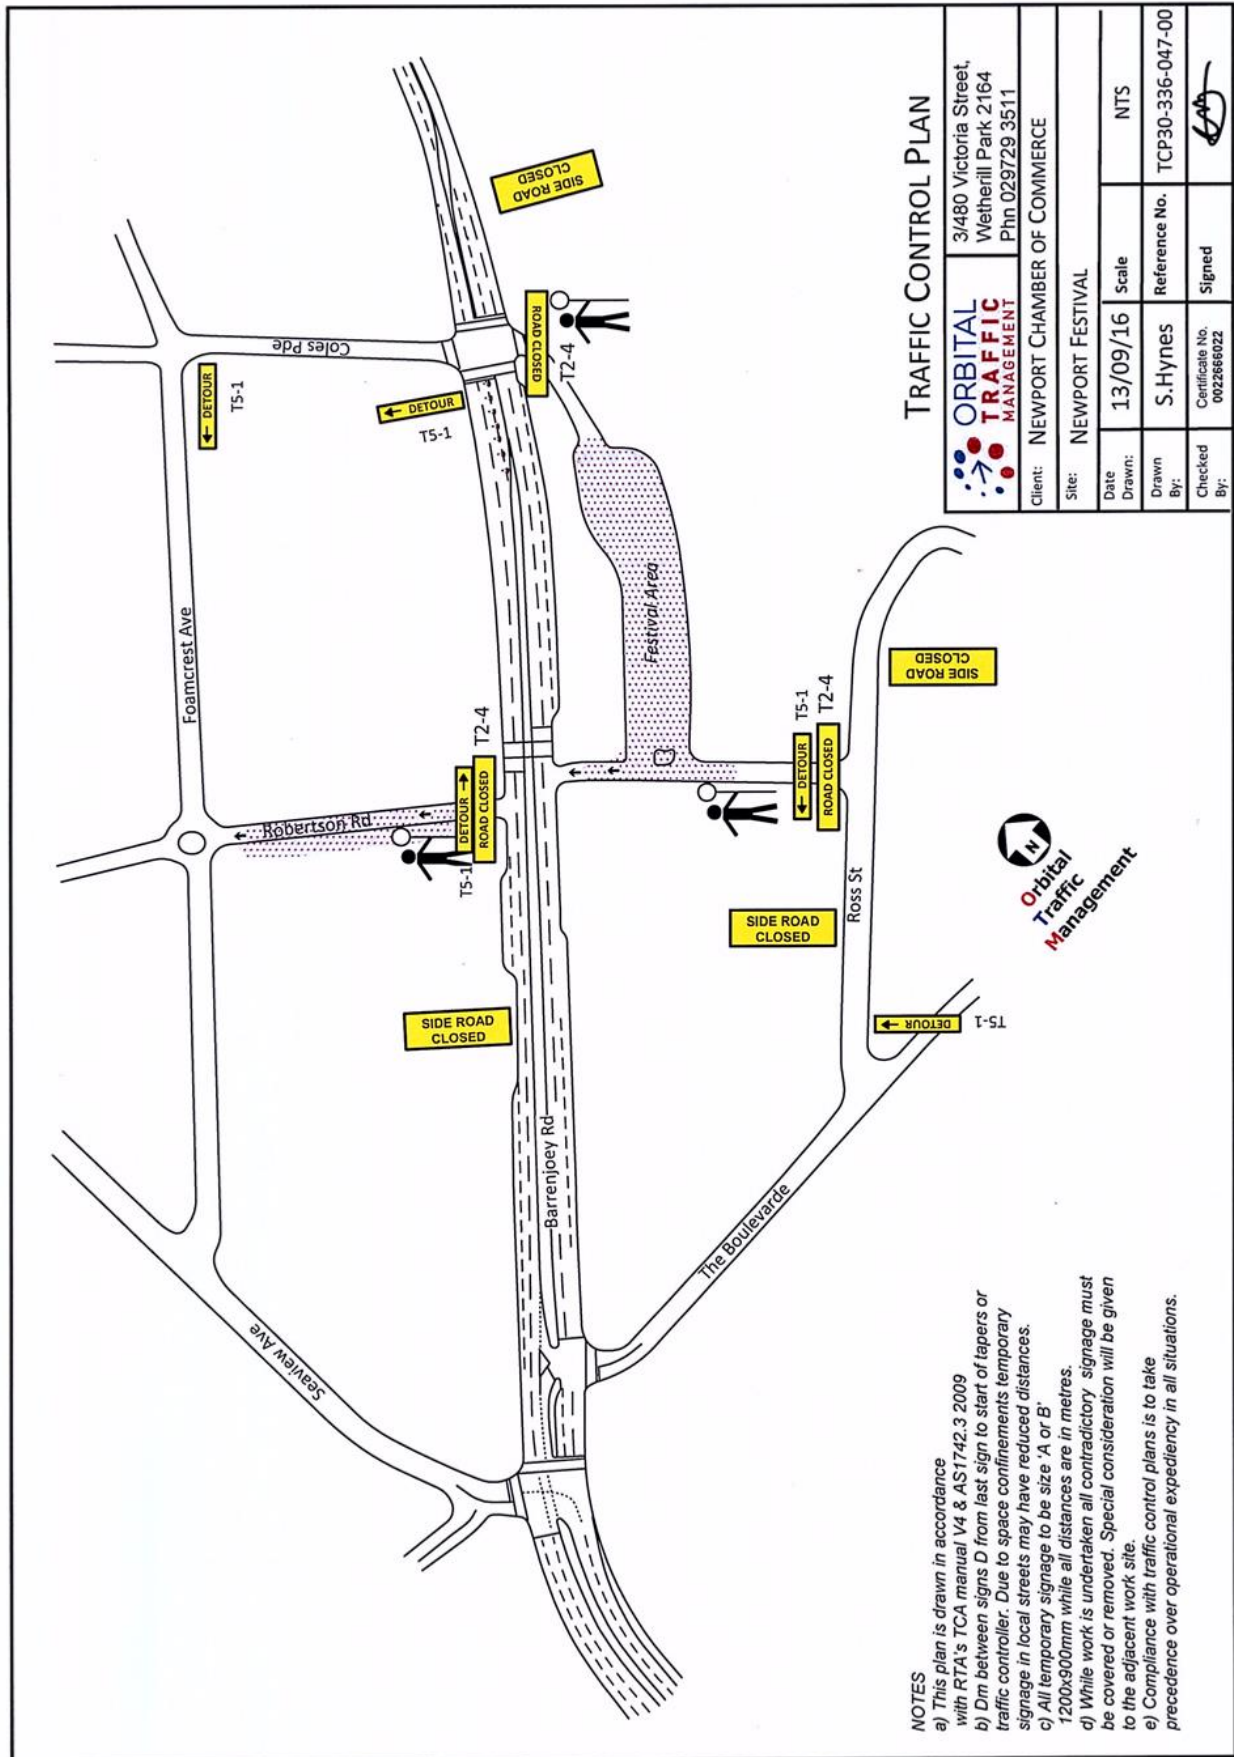 Seaview Ave
Foamcrest Ave
Coles Pde
← DETOUR
T5-1
← DETOUR
T5-1
SIDE ROAD
CLOSED
Robertson Rd
T5-1
DETOUR →
ROAD CLOSED
T2-4
ROAD CLOSED
T2-4
SIDE ROAD
CLOSED
Barrenjoey Rd
Festival Area
The Boulevarde
SIDE ROAD
CLOSED
Ross St
← DETOUR
T5-1
ROAD CLOSED
T2-4
SIDE ROAD
CLOSED
DETOUR →
T5-1
N
Orbital
Traffic
Management
NOTES
a) This plan is drawn in accordance
with RTA's TCA manual V4 & AS1742.3 2009
b) Dm between signs D from last sign to start of tapers or
traffic controller. Due to space confinements temporary
signage in local streets may have reduced distances.
c) All temporary signage to be size 'A or B'
1200x900mm while all distances are in metres.
d) While work is undertaken all contradictory signage must
be covered or removed. Special consideration will be given
to the adjacent work site.
e) Compliance with traffic control plans is to take
precedence over operational expediency in all situations.
TRAFFIC CONTROL PLAN
ORBITAL
TRAFFIC
MANAGEMENT
3/480 Victoria Street,
Wetherill Park 2164
Phn 029729 3511
Client: NEWPORT CHAMBER OF COMMERCE
Site: NEWPORT FESTIVAL
Date
Drawn: 13/09/16 Scale NTS
Drawn
By: S.Hynes Reference No. TCP30-336-047-00
Checked
By: Certificate No.
0022666022 Signed